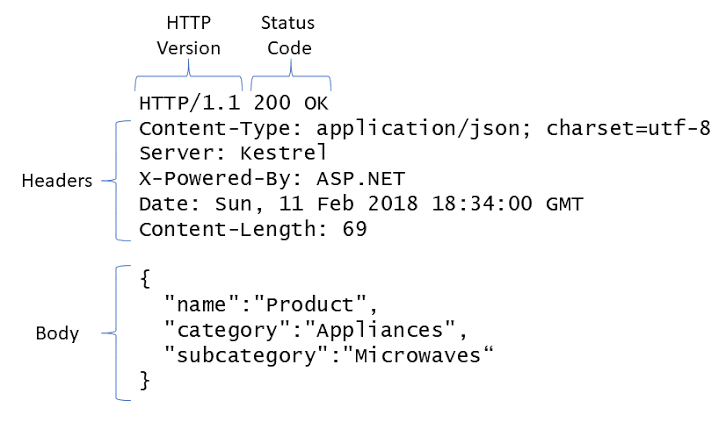 HTTP Version
Status Code
HTTP/1.1 200 OK
Headers
Content-Type: application/json; charset=utf-8
Server: Kestrel
X-Powered-By: ASP.NET
Date: Sun, 11 Feb 2018 18:34:00 GMT
Content-Length: 69
Body
{
"name":"Product",
"category":"Appliances",
"subcategory":"Microwaves“
}